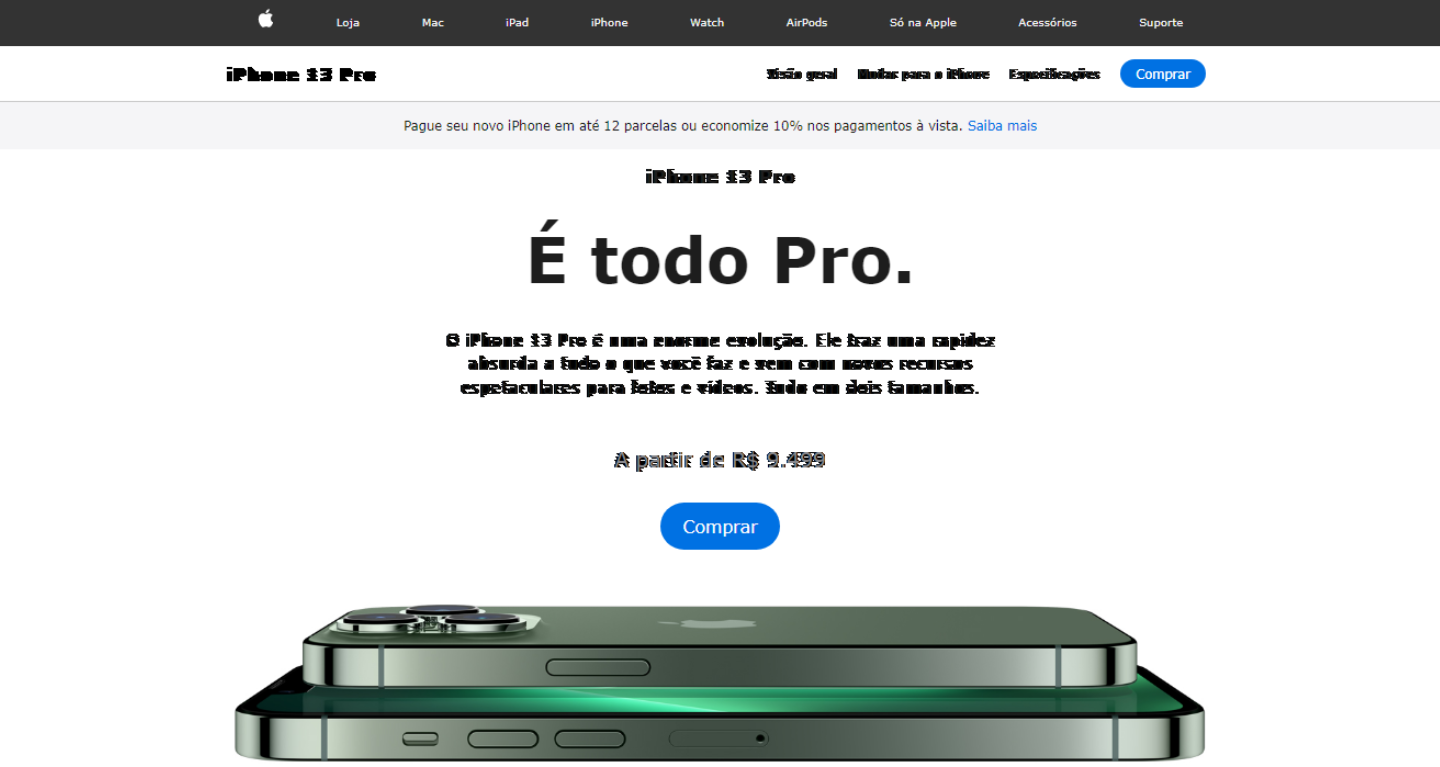 Loja Mac iPad iPhone Watch AirPods Só na Apple Acessórios Suporte
iPhone 13 Pro Visão geral Mudar para o iPhone Especificações Comprar
Pague seu novo iPhone em até 12 parcelas ou economize 10% nos pagamentos à vista. Saiba mais
iPhone 13 Pro
É todo Pro.
O iPhone 13 Pro é uma enorme evolução. Ele traz uma rapidez
absurda a tudo o que você faz e vem com novos recursos
espetaculares para fotos e vídeos. Tudo em dois tamanhos.
A partir de R$ 9.499
Comprar